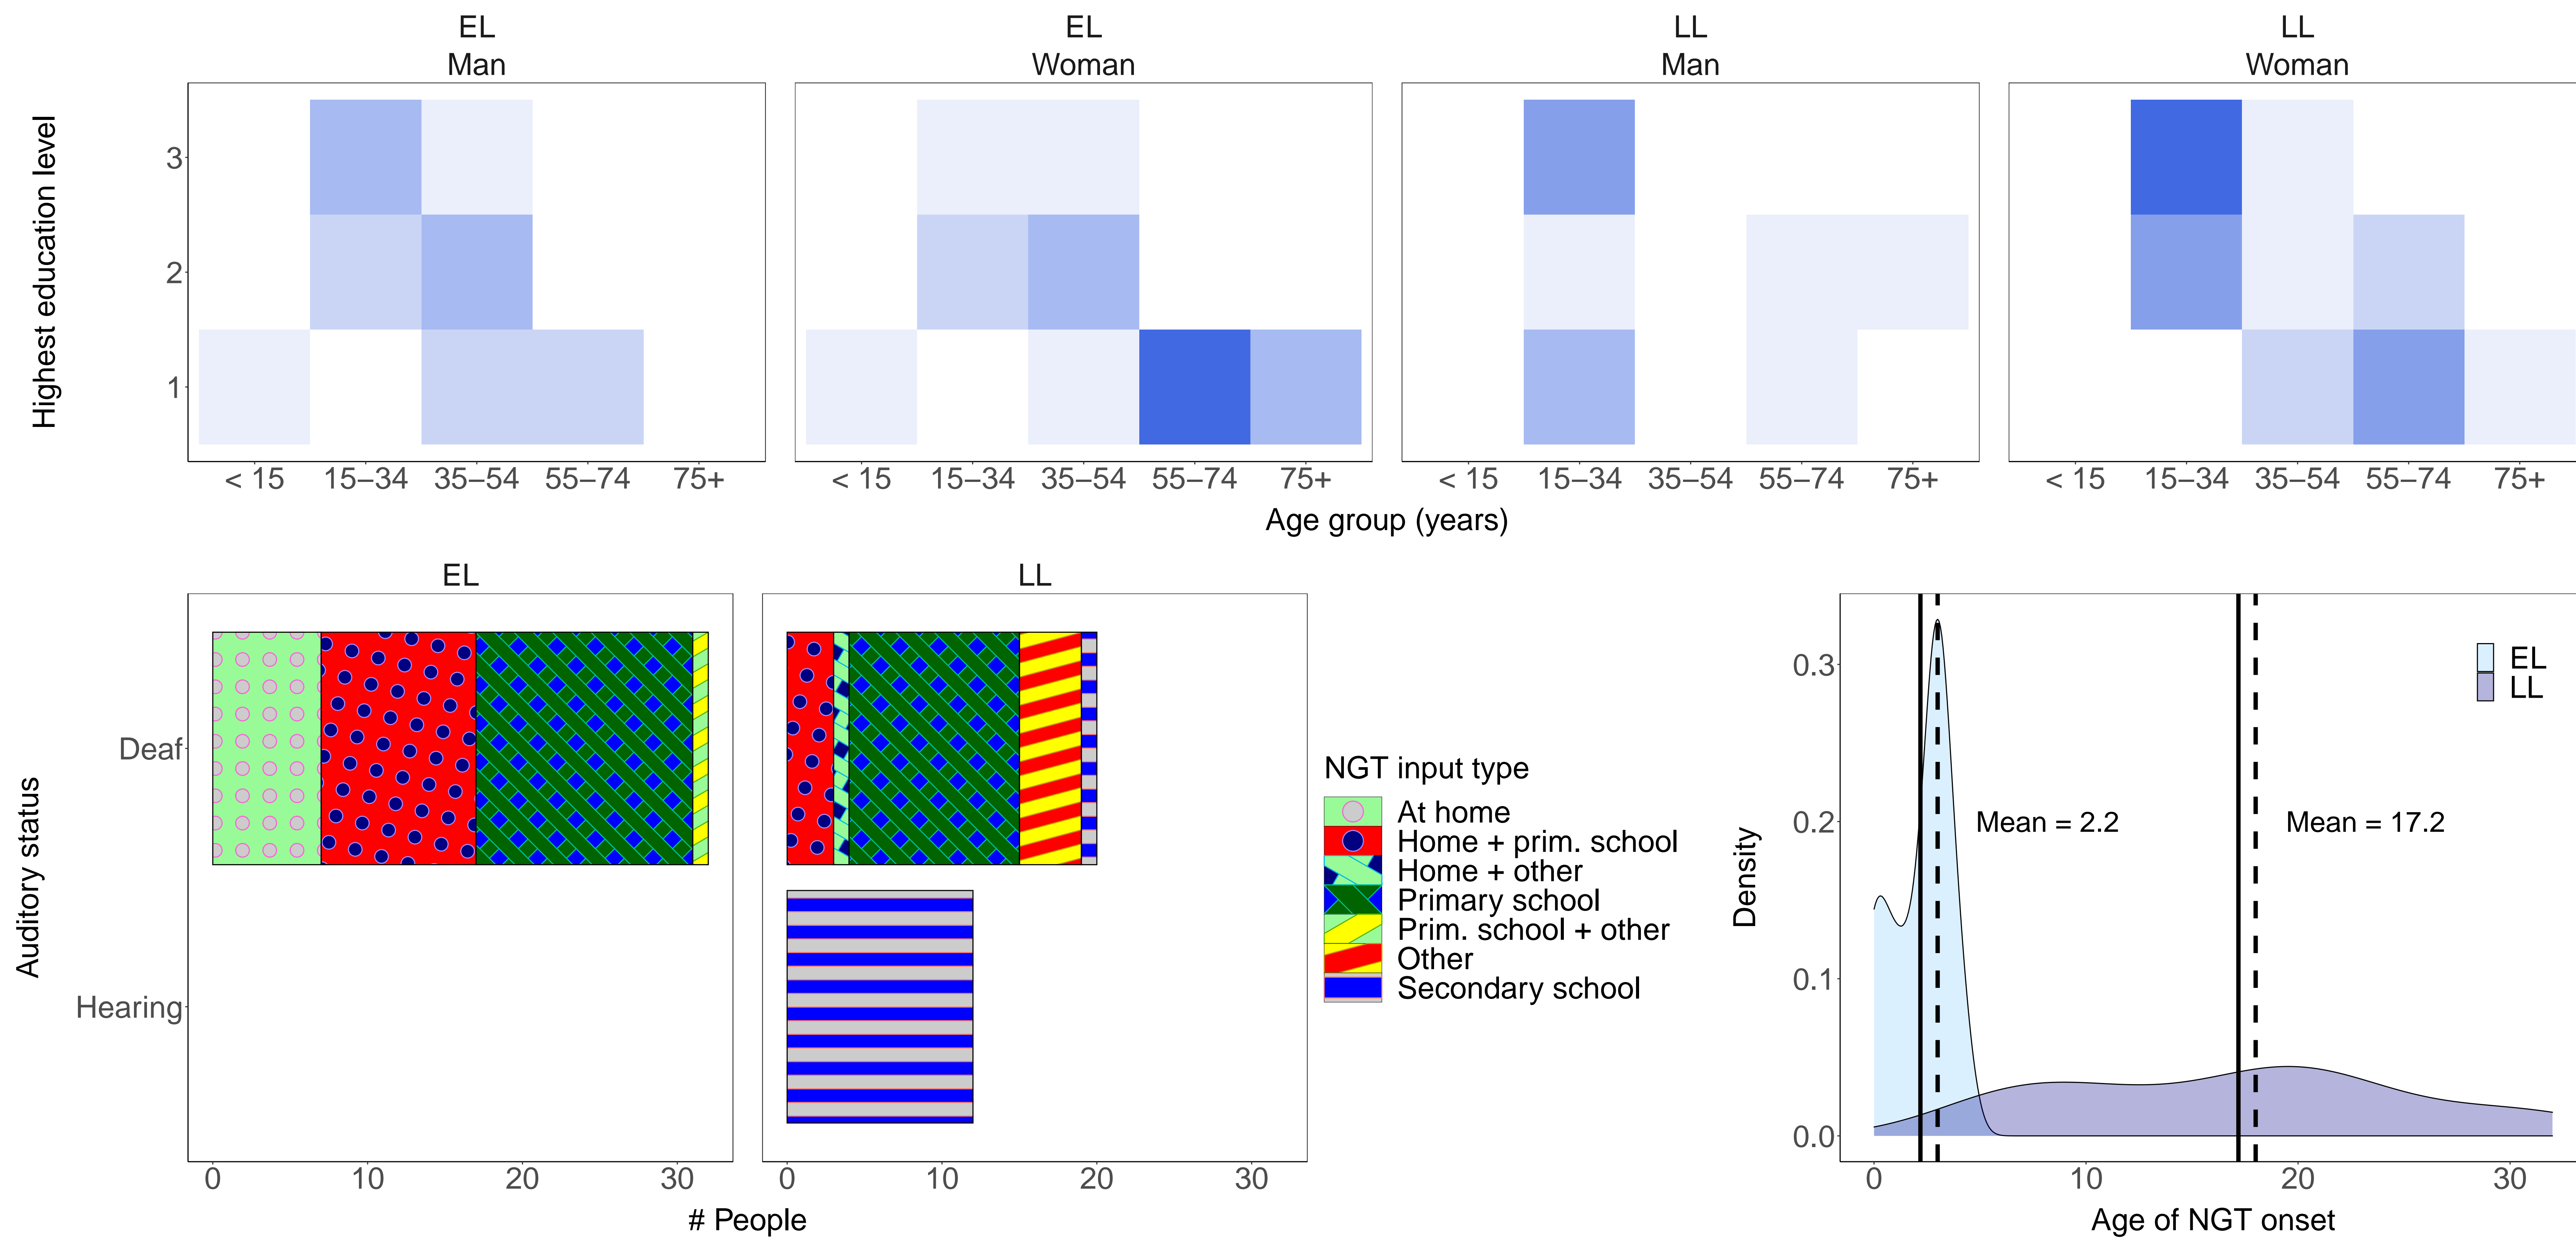 EL
Man
EL
Woman
LL
Man
LL
Woman
Highest education level
3
2
1
< 15 15–34 35–54 55–74 75+
< 15 15–34 35–54 55–74 75+
< 15 15–34 35–54 55–74 75+
< 15 15–34 35–54 55–74 75+
Age group (years)
EL
LL
Auditory status
Deaf
Hearing
0 10 20 30
0 10 20 30
# People
NGT input type
At home
Home + prim. school
Home + other
Primary school
Prim. school + other
Other
Secondary school
Density
0.3
0.2
0.1
0.0
EL
LL
Mean = 2.2
Mean = 17.2
0 10 20 30
Age of NGT onset